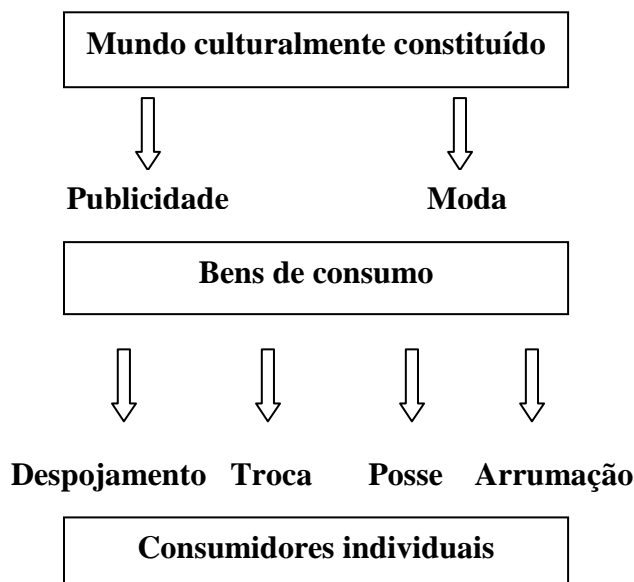 Mundo culturalmente constituído
Publicidade Moda
Bens de consumo
Despojamento Troca Posse Arrumação
Consumidores individuais